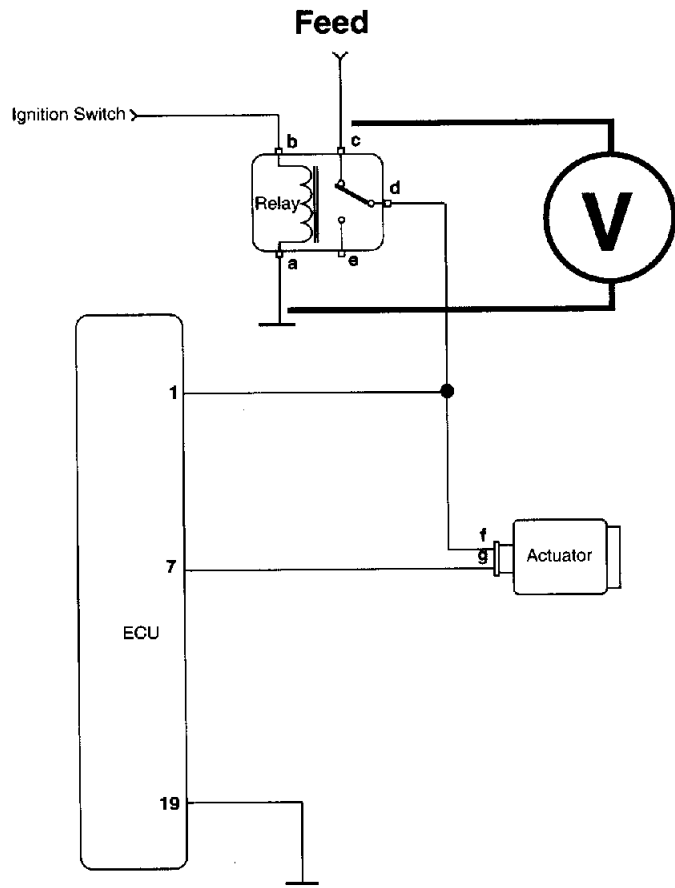 Feed
Ignition Switch
b
c
Relay
d
a
e
V
1
f
g
7
Actuator
ECU
19